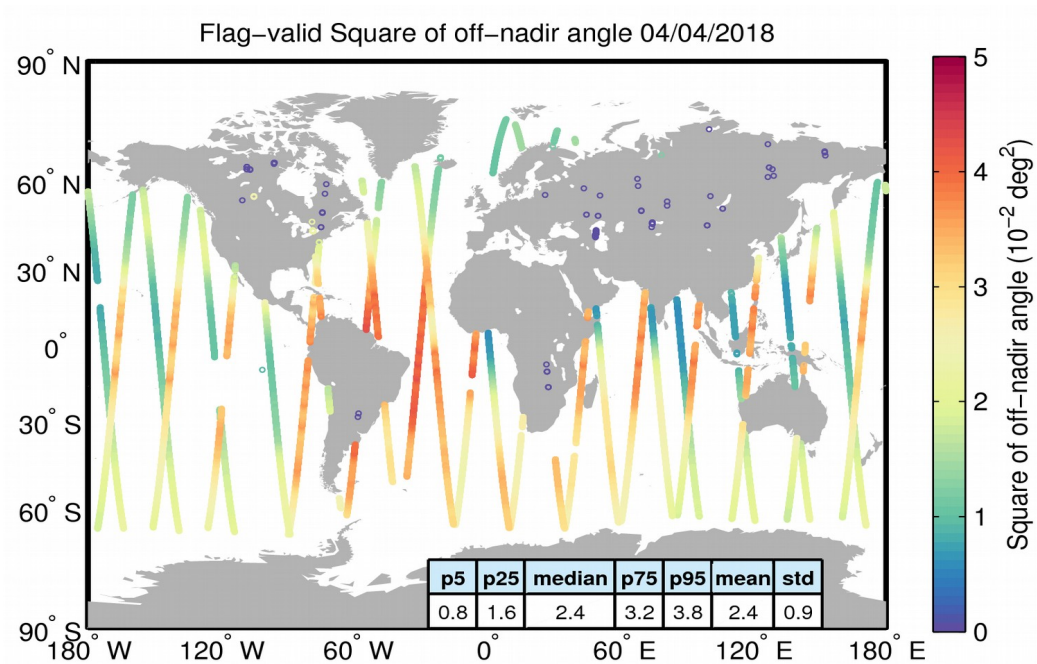 Flag−valid Square of off−nadir angle 04/04/2018
90° N
60° N
30° N
0°
30° S
60° S
90° S
180° W
120° W
60° W
0°
60° E
120° E
180° E
p5 p25 median p75 p95 mean std
0.8 1.6 2.4 3.2 3.8 2.4 0.9
5
4
3
2
1
0
Square of off−nadir angle (10⁻² deg²)